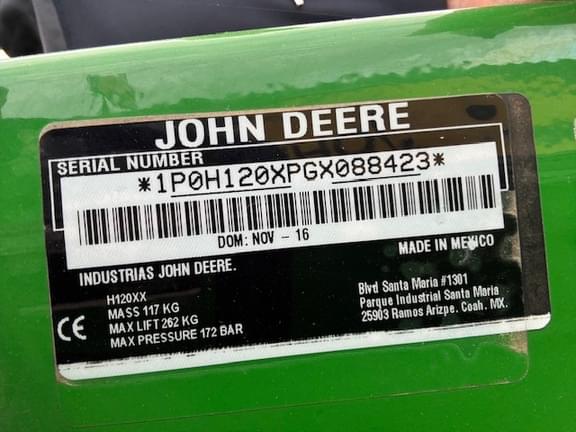 JOHN DEERE
SERIAL NUMBER
*1P0H120XPGX088423*
DOM: NOV - 16
INDUSTRIAS JOHN DEERE.
MADE IN MEXICO
H120XX
MASS 117 KG
MAX LIFT 262 KG
MAX PRESSURE 172 BAR
CE
Blvd Santa Maria #1301
Parque Industrial Santa Maria
25903 Ramos Arizpe. Coah. MX.